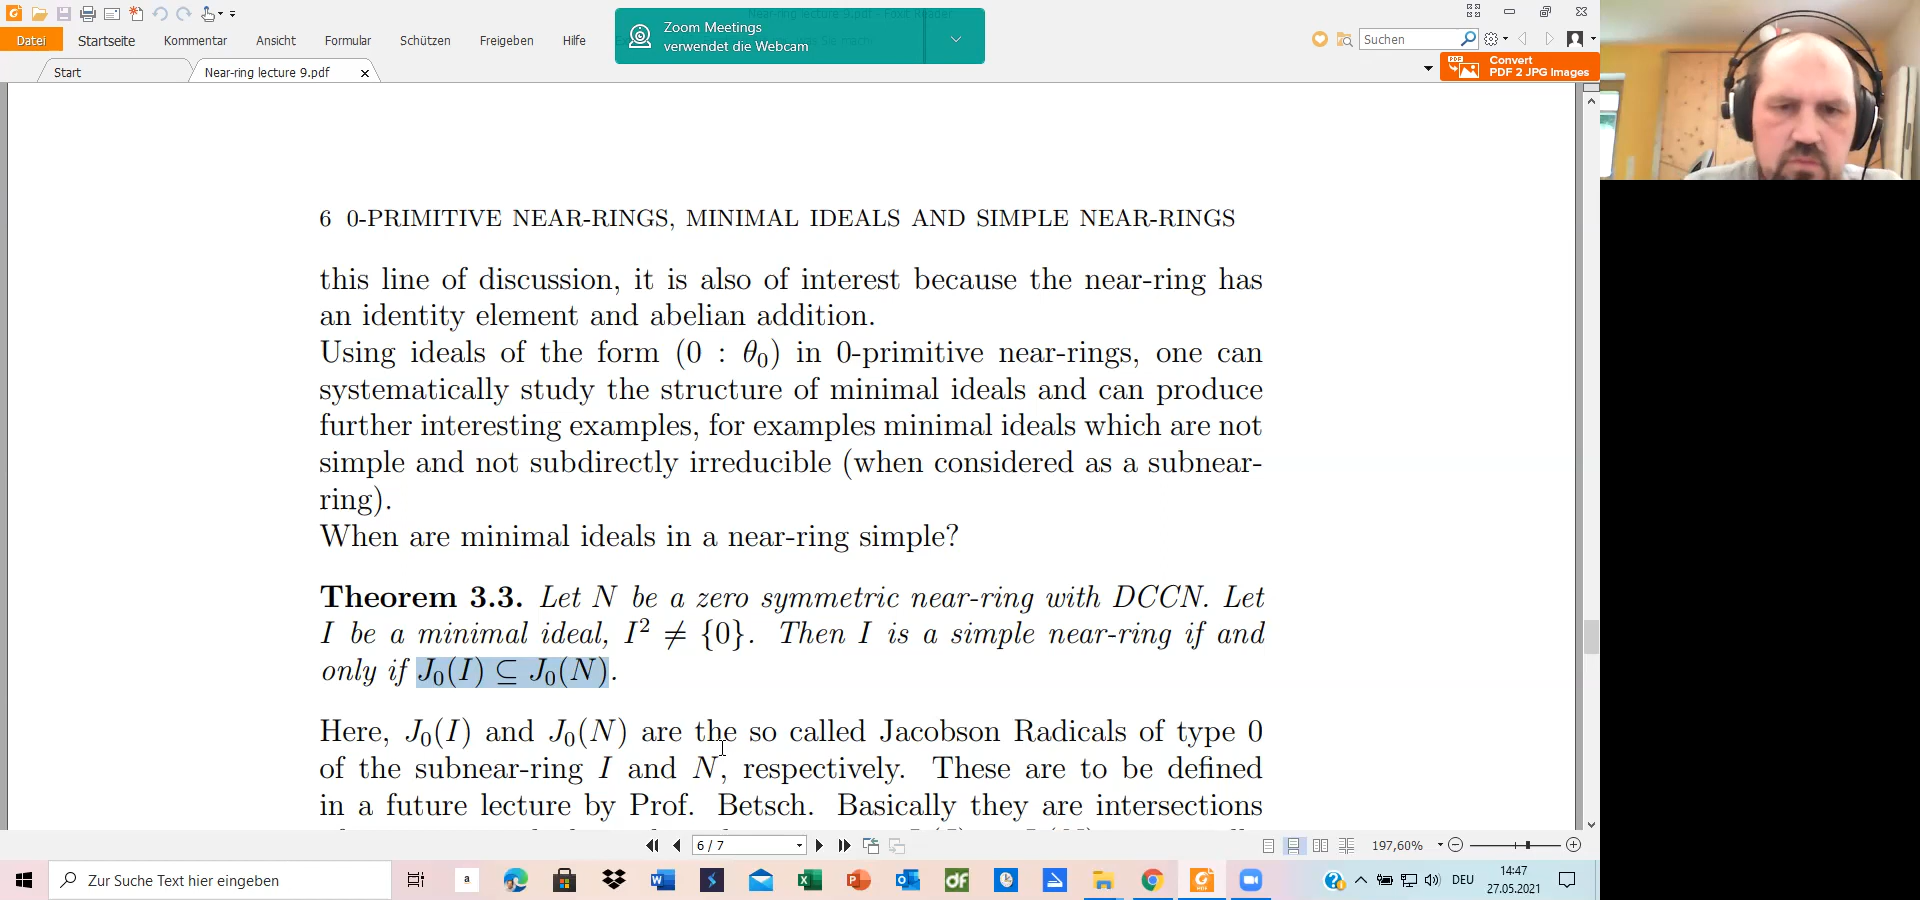 Near-ring lecture 9.pdf - Foxit Reader
Zoom Meetings
verwendet die Webcam
Datei Startseite Kommentar Ansicht Formular Schützen Freigeben Hilfe
Suchen
Start
Near-ring lecture 9.pdf
Convert
PDF 2 JPG Images
6 0-PRIMITIVE NEAR-RINGS, MINIMAL IDEALS AND SIMPLE NEAR-RINGS
this line of discussion, it is also of interest because the near-ring has
an identity element and abelian addition.
Using ideals of the form (0 : θ₀) in 0-primitive near-rings, one can
systematically study the structure of minimal ideals and can produce
further interesting examples, for examples minimal ideals which are not
simple and not subdirectly irreducible (when considered as a subnear-
ring).
When are minimal ideals in a near-ring simple?
Theorem 3.3. Let N be a zero symmetric near-ring with DCCN. Let
I be a minimal ideal, I² ≠ {0}. Then I is a simple near-ring if and
only if J₀(I) ⊆ J₀(N).
Here, J₀(I) and J₀(N) are the so called Jacobson Radicals of type 0
of the subnear-ring I and N, respectively. These are to be defined
in a future lecture by Prof. Betsch. Basically they are intersections
6 / 7
197,60%
Zur Suche Text hier eingeben
DEU
14:47
27.05.2021